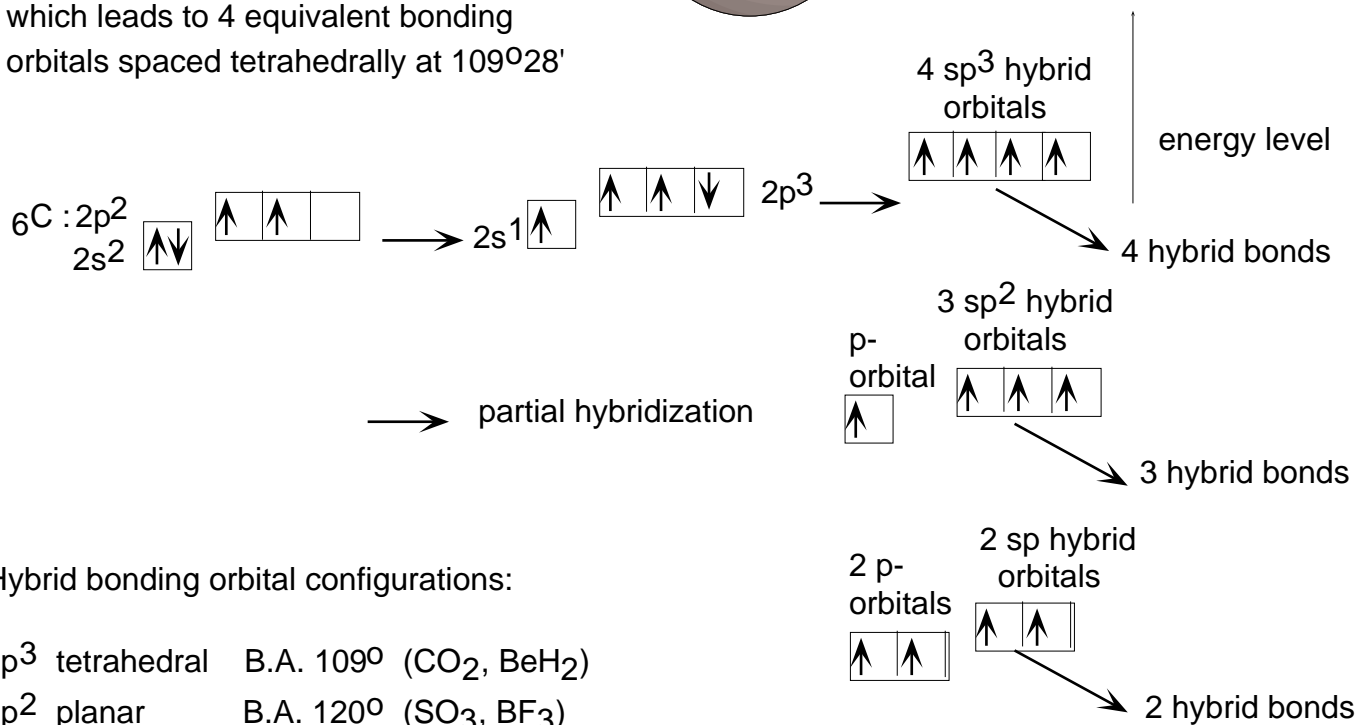 which leads to 4 equivalent bonding
orbitals spaced tetrahedrally at 109º28'
4 sp3 hybrid
orbitals
energy level
6C : 2p2
2s2
2s1
2p3
4 hybrid bonds
3 sp2 hybrid
orbitals
p-
orbital
partial hybridization
3 hybrid bonds
2 sp hybrid
orbitals
2 p-
orbitals
Hybrid bonding orbital configurations:
p3 tetrahedral B.A. 109º (CO2, BeH2)
p2 planar B.A. 120º (SO3, BF3)
2 hybrid bonds